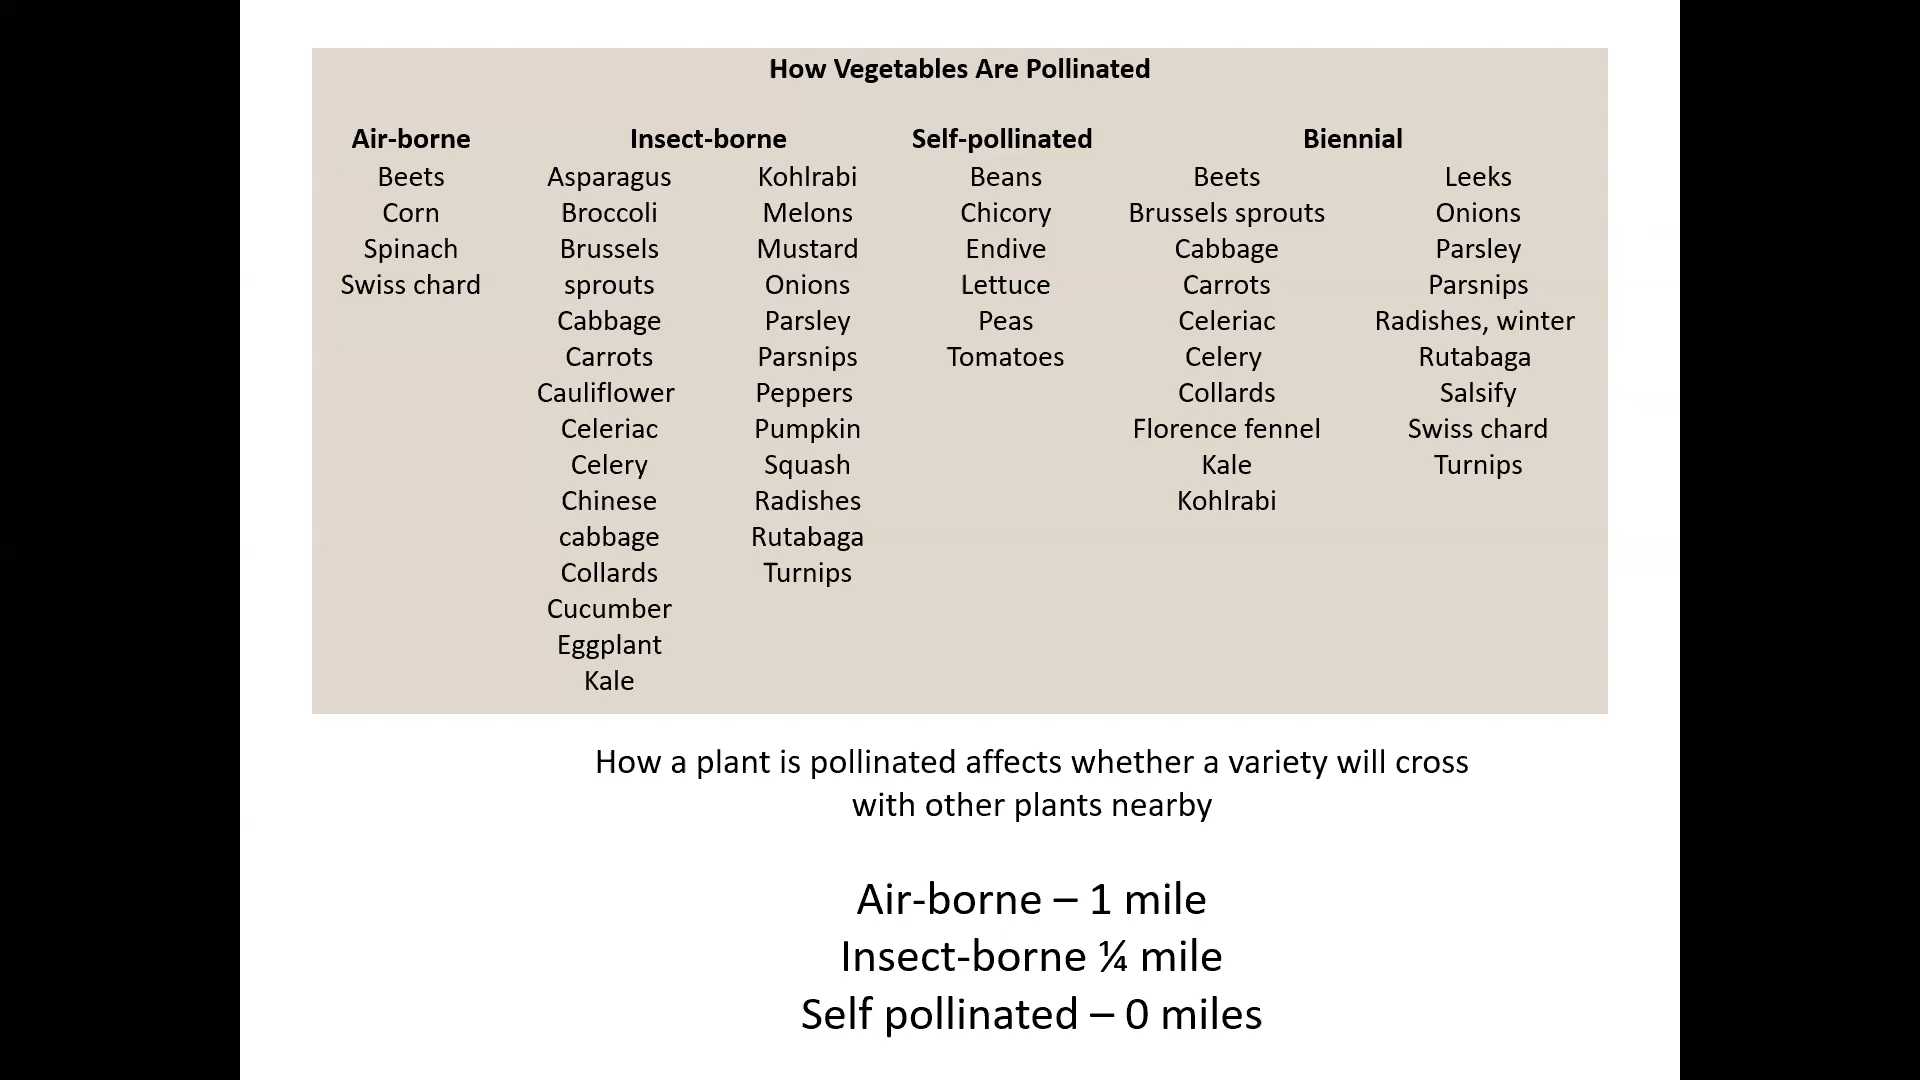 How Vegetables Are Pollinated
Air-borne
Beets
Corn
Spinach
Swiss chard
Insect-borne
Asparagus
Broccoli
Brussels
sprouts
Cabbage
Carrots
Cauliflower
Celeriac
Celery
Chinese
cabbage
Collards
Cucumber
Eggplant
Kale
Kohlrabi
Melons
Mustard
Onions
Parsley
Parsnips
Peppers
Pumpkin
Squash
Radishes
Rutabaga
Turnips
Self-pollinated
Beans
Chicory
Endive
Lettuce
Peas
Tomatoes
Biennial
Beets
Brussels sprouts
Cabbage
Carrots
Celeriac
Celery
Collards
Florence fennel
Kale
Kohlrabi
Leeks
Onions
Parsley
Parsnips
Radishes, winter
Rutabaga
Salsify
Swiss chard
Turnips
How a plant is pollinated affects whether a variety will cross
with other plants nearby
Air-borne – 1 mile
Insect-borne ¼ mile
Self pollinated – 0 miles